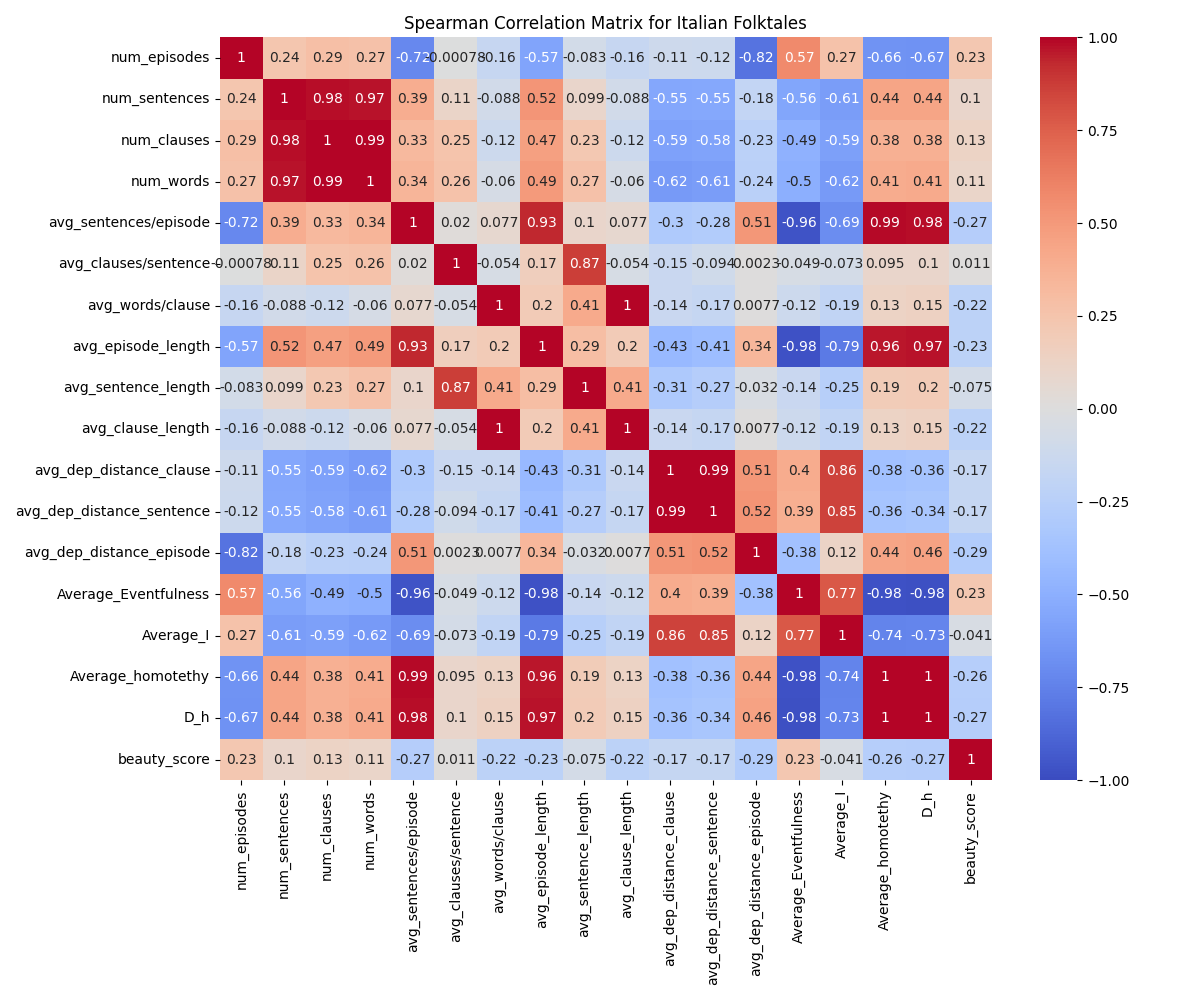 Spearman Correlation Matrix for Italian Folktales
num_episodes 1 0.24 0.29 0.27 -0.72 0.00078 -0.16 -0.57 -0.083 -0.16 -0.11 -0.12 -0.82 0.57 0.27 -0.66 -0.67 0.23
num_sentences 0.24 1 0.98 0.97 0.39 0.11 -0.088 0.52 0.099 -0.088 -0.55 -0.55 -0.18 -0.56 -0.61 0.44 0.44 0.1
num_clauses 0.29 0.98 1 0.99 0.33 0.25 -0.12 0.47 0.23 -0.12 -0.59 -0.58 -0.23 -0.49 -0.59 0.38 0.38 0.13
num_words 0.27 0.97 0.99 1 0.34 0.26 -0.06 0.49 0.27 -0.06 -0.62 -0.61 -0.24 -0.5 -0.62 0.41 0.41 0.11
avg_sentences/episode -0.72 0.39 0.33 0.34 1 0.02 0.077 0.93 0.1 0.077 -0.3 -0.28 0.51 -0.96 -0.69 0.99 0.98 -0.27
avg_clauses/sentence 0.00078 0.11 0.25 0.26 0.02 1 -0.054 0.17 0.87 -0.054 -0.15 -0.094 0.0023 -0.049 -0.073 0.095 0.1 0.011
avg_words/clause -0.16 -0.088 -0.12 -0.06 0.077 -0.054 1 0.2 0.41 1 -0.14 -0.17 0.0077 -0.12 -0.19 0.13 0.15 -0.22
avg_episode_length -0.57 0.52 0.47 0.49 0.93 0.17 0.2 1 0.29 0.2 -0.43 -0.41 0.34 -0.98 -0.79 0.96 0.97 -0.23
avg_sentence_length -0.083 0.099 0.23 0.27 0.1 0.87 0.41 0.29 1 0.41 -0.31 -0.27 -0.032 -0.14 -0.25 0.19 0.2 -0.075
avg_clause_length -0.16 -0.088 -0.12 -0.06 0.077 -0.054 1 0.2 0.41 1 -0.14 -0.17 0.0077 -0.12 -0.19 0.13 0.15 -0.22
avg_dep_distance_clause -0.11 -0.55 -0.59 -0.62 -0.3 -0.15 -0.14 -0.43 -0.31 -0.14 1 0.99 0.51 0.4 0.86 -0.38 -0.36 -0.17
avg_dep_distance_sentence -0.12 -0.55 -0.58 -0.61 -0.28 -0.094 -0.17 -0.41 -0.27 -0.17 0.99 1 0.52 0.39 0.85 -0.36 -0.34 -0.17
avg_dep_distance_episode -0.82 -0.18 -0.23 -0.24 0.51 0.0023 0.0077 0.34 -0.032 0.0077 0.51 0.52 1 -0.38 0.12 0.44 0.46 -0.29
Average_Eventfulness 0.57 -0.56 -0.49 -0.5 -0.96 -0.049 -0.12 -0.98 -0.14 -0.12 0.4 0.39 -0.38 1 0.77 -0.98 -0.98 0.23
Average_I 0.27 -0.61 -0.59 -0.62 -0.69 -0.073 -0.19 -0.79 -0.25 -0.19 0.86 0.85 0.12 0.77 1 -0.74 -0.73 -0.041
Average_homotethy -0.66 0.44 0.38 0.41 0.99 0.095 0.13 0.96 0.19 0.13 -0.38 -0.36 0.44 -0.98 -0.74 1 1 -0.26
D_h -0.67 0.44 0.38 0.41 0.98 0.1 0.15 0.97 0.2 0.15 -0.36 -0.34 0.46 -0.98 -0.73 1 1 -0.27
beauty_score 0.23 0.1 0.13 0.11 -0.27 0.011 -0.22 -0.23 -0.075 -0.22 -0.17 -0.17 -0.29 0.23 -0.041 -0.26 -0.27 1
num_episodes
num_sentences
num_clauses
num_words
avg_sentences/episode
avg_clauses/sentence
avg_words/clause
avg_episode_length
avg_sentence_length
avg_clause_length
avg_dep_distance_clause
avg_dep_distance_sentence
avg_dep_distance_episode
Average_Eventfulness
Average_I
Average_homotethy
D_h
beauty_score
1.00
0.75
0.50
0.25
0.00
−0.25
−0.50
−0.75
−1.00